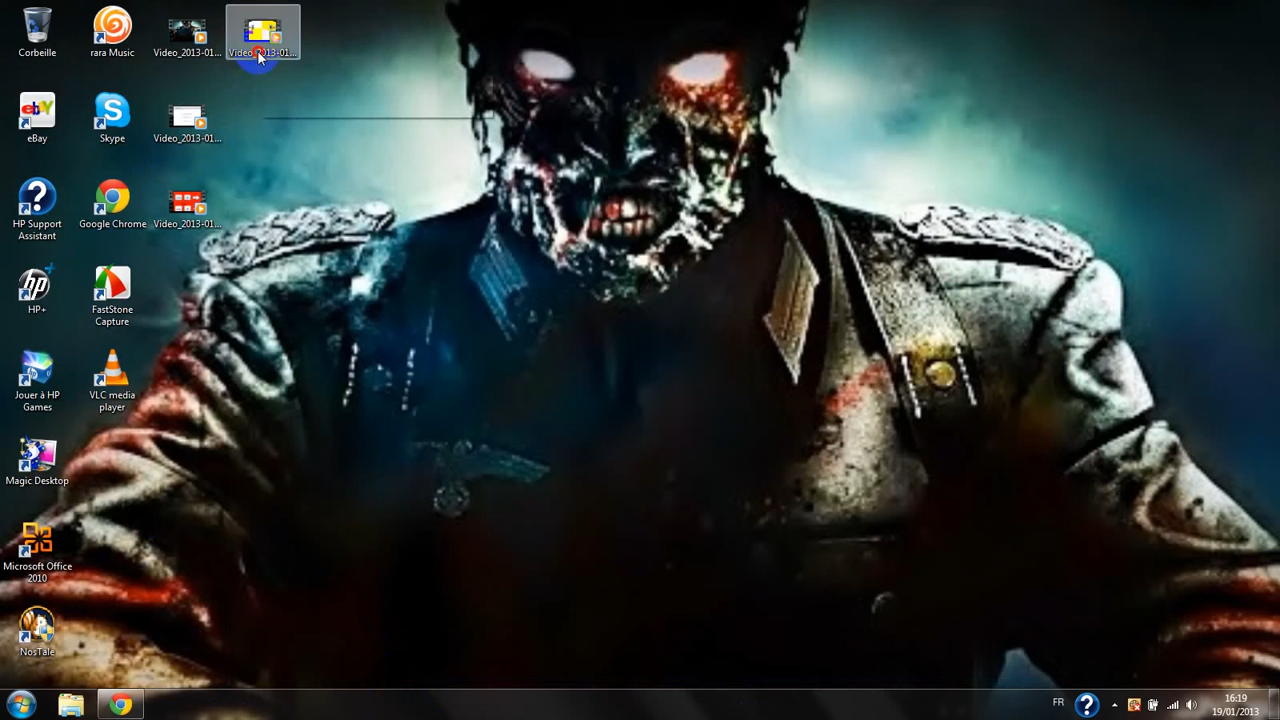 Corbeille
rara Music
Video_2013-01...
Video_2013-01...
eBay
Skype
Video_2013-01...
HP Support
Assistant
Google Chrome
Video_2013-01...
HP+
FastStone
Capture
Jouer à HP
Games
VLC media
player
Magic Desktop
Microsoft Office
2010
NosTale
FR
16:19
19/01/2013